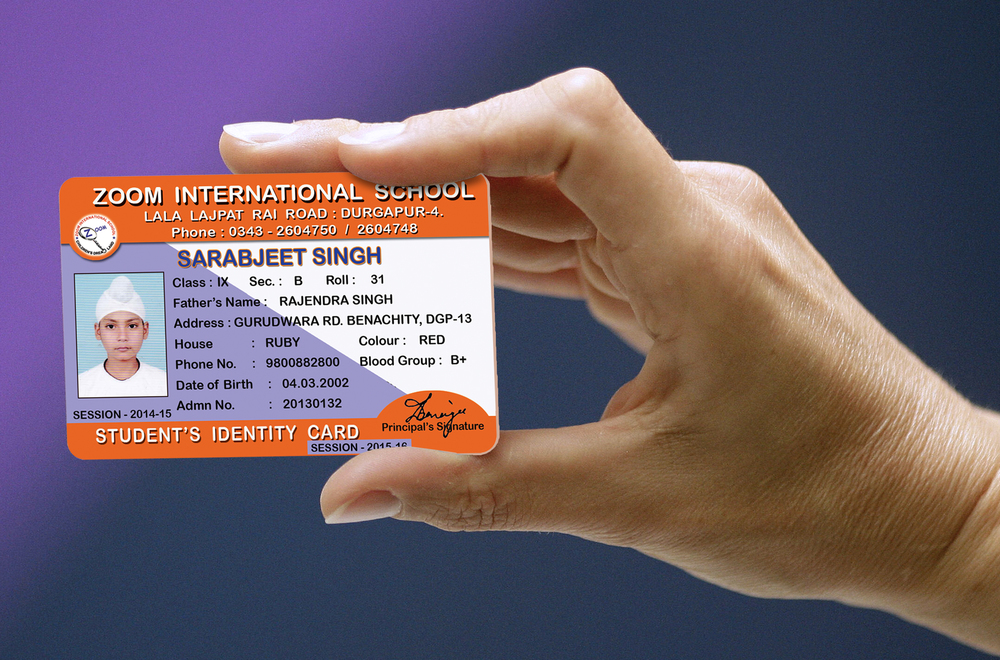 ZOOM INTERNATIONAL SCHOOL
LALA LAJPAT RAI ROAD : DURGAPUR-4.
Phone : 0343 - 2604750 / 2604748
ZOOM
SARABJEET SINGH
Class : IX Sec. : B Roll : 31
Father's Name : RAJENDRA SINGH
Address : GURUDWARA RD. BENACHITY, DGP-13
House : RUBY Colour : RED
Phone No. : 9800882800 Blood Group : B+
Date of Birth : 04.03.2002
Admn No. : 20130132
SESSION - 2014-15
Principal's Signature
STUDENT'S IDENTITY CARD
SESSION - 2015-16